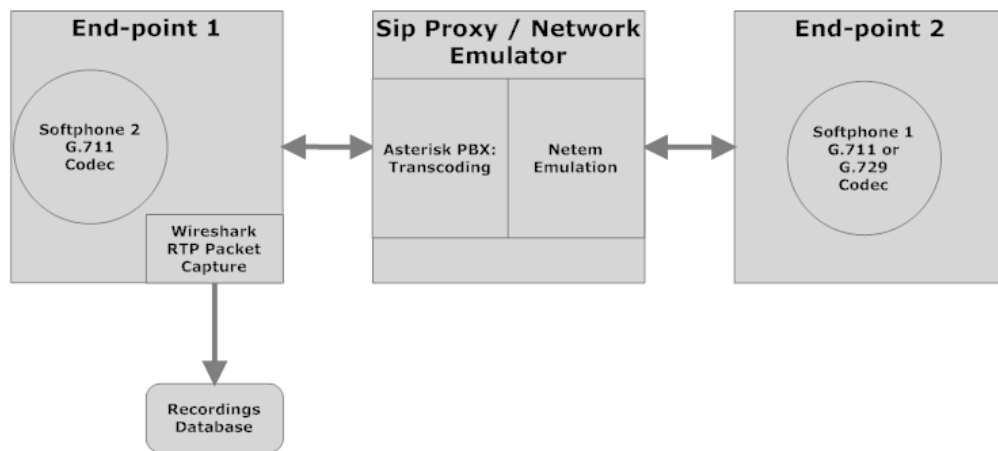 End-point 1
Softphone 2
G.711
Codec
Wireshark
RTP Packet
Capture
Recordings
Database
Sip Proxy / Network
Emulator
Asterisk PBX:
Transcoding
Netem
Emulation
End-point 2
Softphone 1
G.711 or
G.729
Codec